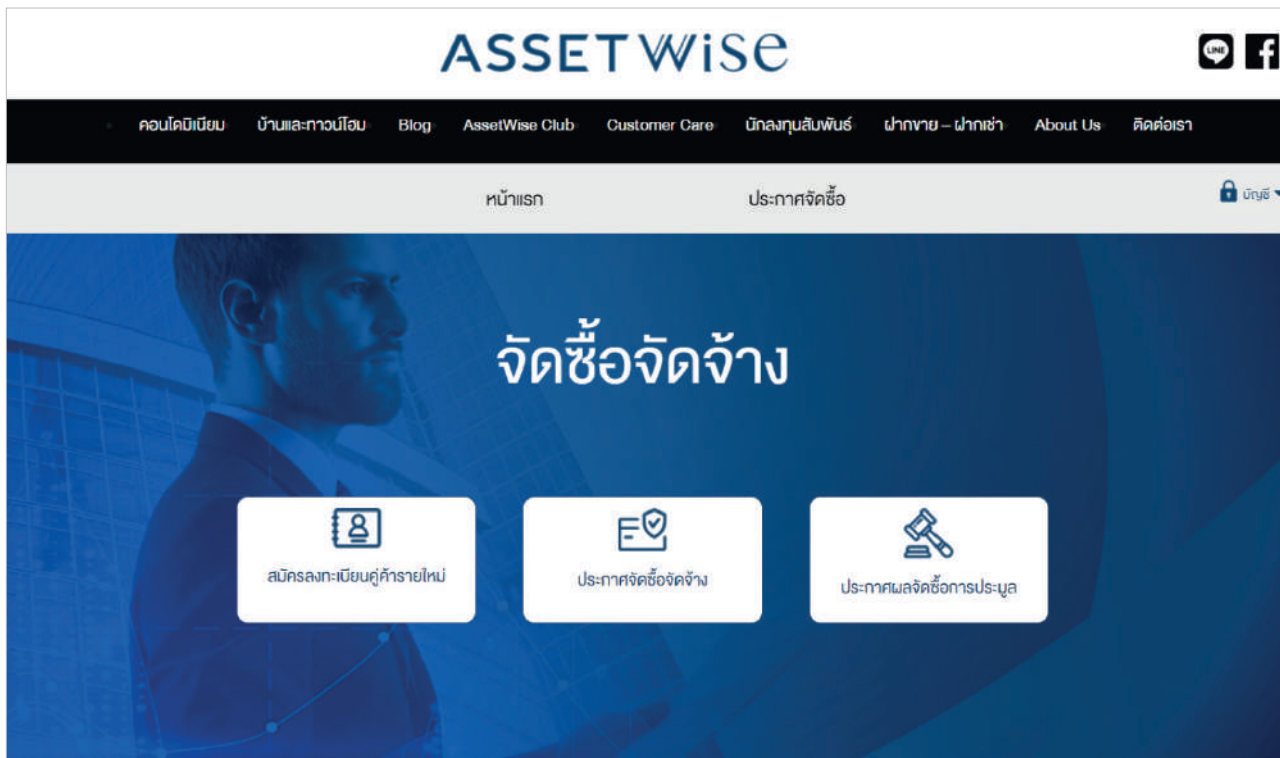 ASSETWiSe
LINE
คอนโดมิเนียม บ้านและทาวน์โฮม Blog AssetWise Club Customer Care นักลงทุนสัมพันธ์ ฝากขาย – ฝากเช่า About Us ติดต่อเรา
หน้าแรก ประกาศจัดซื้อ บัญชี
จัดซื้อจัดจ้าง
สมัครลงทะเบียนคู่ค้ารายใหม่ ประกาศจัดซื้อจัดจ้าง ประกาศผลจัดซื้อการประมูล